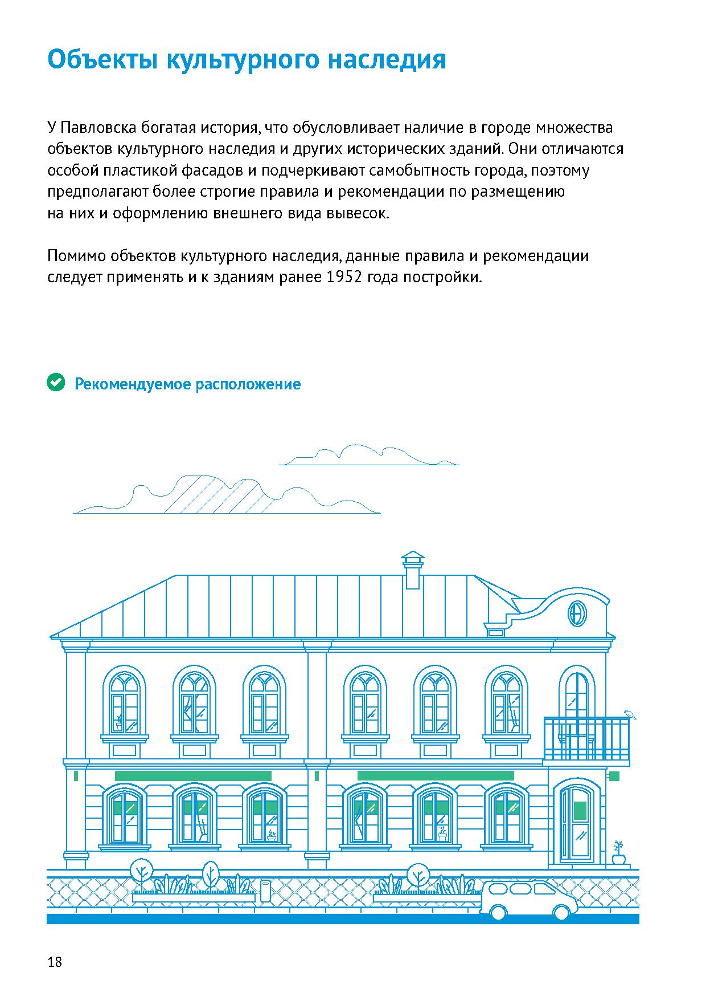 Объекты культурного наследия
У Павловска богатая история, что обусловливает наличие в городе множества
объектов культурного наследия и других исторических зданий. Они отличаются
особой пластикой фасадов и подчеркивают самобытность города, поэтому
предполагают более строгие правила и рекомендации по размещению
на них и оформлению внешнего вида вывесок.
Помимо объектов культурного наследия, данные правила и рекомендации
следует применять и к зданиям ранее 1952 года постройки.
Рекомендуемое расположение
18